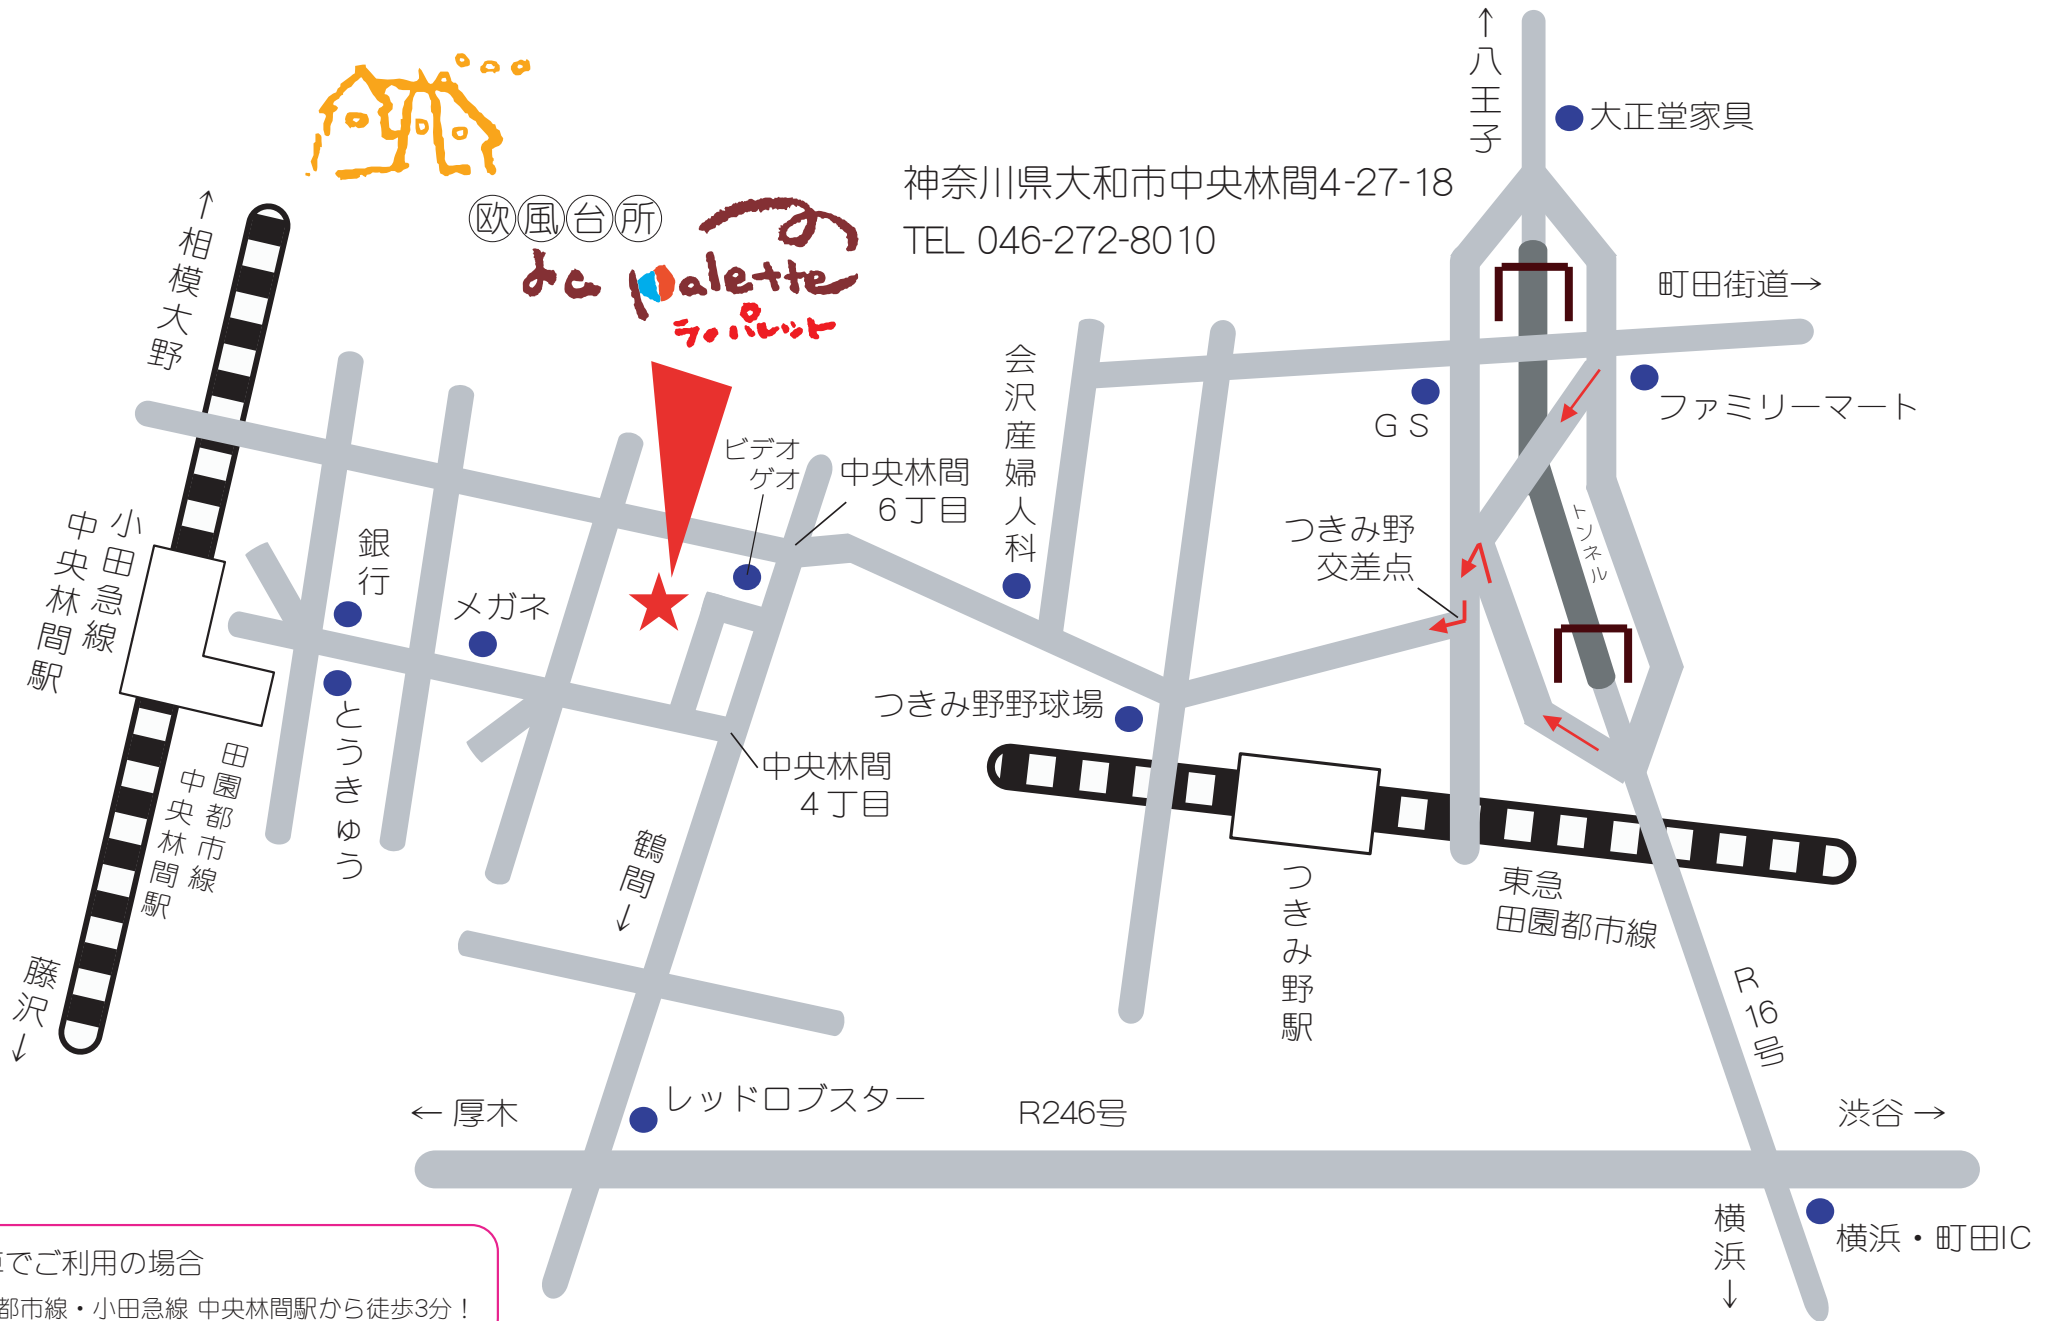 ↑八王子
大正堂家具
神奈川県大和市中央林間4-27-18
TEL 046-272-8010
欧風台所
La Palette
ラ・パレット
↑相模大野
町田街道→
会沢産婦人科
GS
ファミリーマート
ビデオ
ゲオ
中央林間
6丁目
つきみ野
交差点
トンネル
小田急線
中央林間駅
銀行
メガネ
とうきゅう
つきみ野野球場
中央林間
4丁目
田園都市線
中央林間駅
鶴間↓
つきみ野駅
東急
田園都市線
藤沢↓
R16号
← 厚木
レッドロブスター
R246号
渋谷 →
横浜↓
横浜・町田IC
でご利用の場合
都市線・小田急線 中央林間駅から徒歩3分！